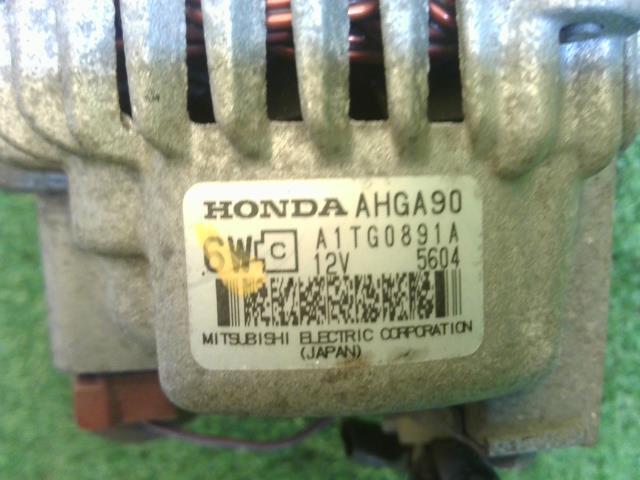 HONDA AHGA90
6W C A1TG0891A
12V 5604
MITSUBISHI ELECTRIC CORPORATION
(JAPAN)